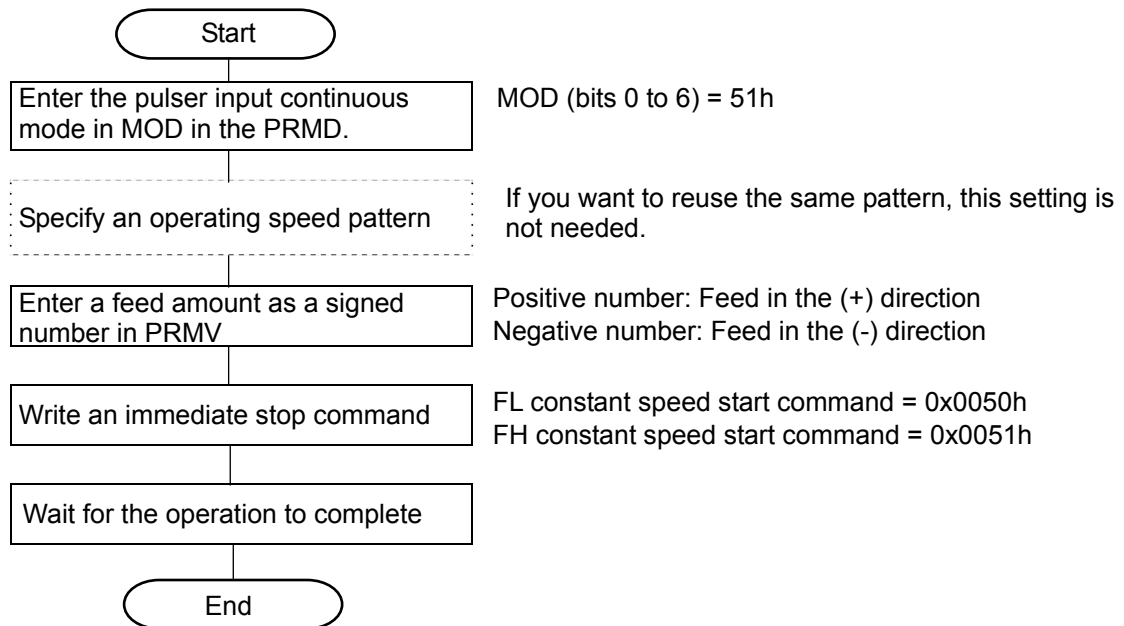 Start
Enter the pulser input continuous
mode in MOD in the PRMD.
MOD (bits 0 to 6) = 51h
Specify an operating speed pattern
If you want to reuse the same pattern, this setting is
not needed.
Enter a feed amount as a signed
number in PRMV
Positive number: Feed in the (+) direction
Negative number: Feed in the (-) direction
Write an immediate stop command
FL constant speed start command = 0x0050h
FH constant speed start command = 0x0051h
Wait for the operation to complete
End